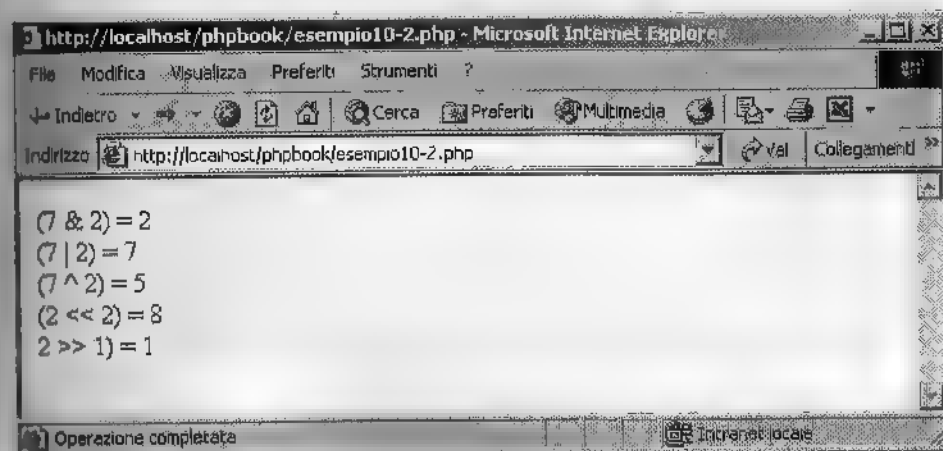 http://localhost/phpbook/esempio10-2.php - Microsoft Internet Explorer
File Modifica Visualizza Preferiti Strumenti ?
Indietro Cerca Preferiti Multimedia
Indirizzo http://localhost/phpbook/esempio10-2.php Vai Collegamenti »
(7 & 2) = 2
(7 | 2) = 7
(7 ^ 2) = 5
(2 << 2) = 8
2 >> 1) = 1
Operazione completata Intranet locale